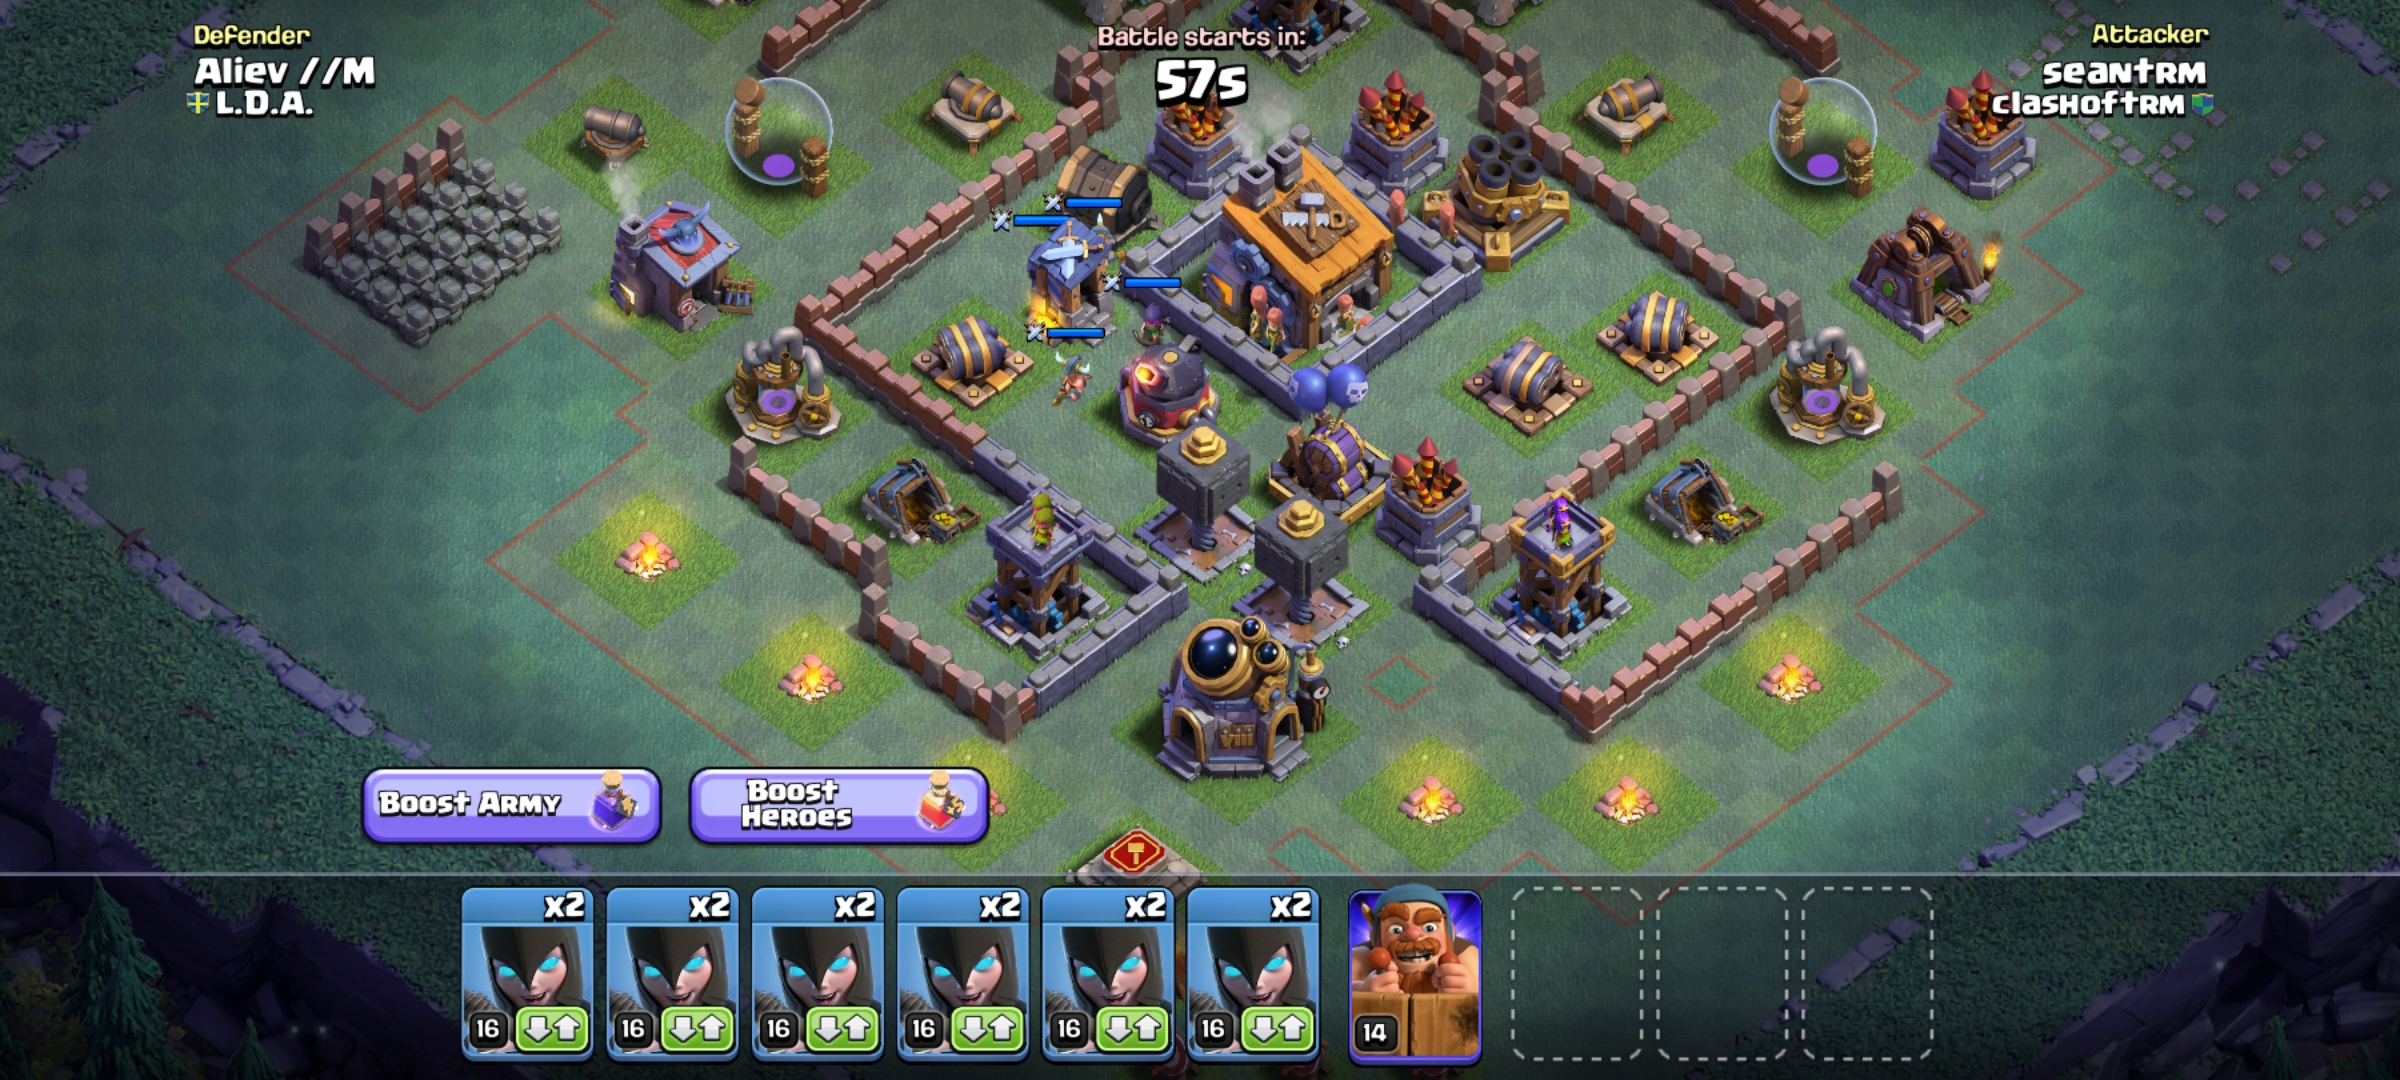 Defender
Aliev //M
L.D.A.
Battle starts in:
57s
Attacker
seantRM
clashoftRM
VIII
Boost Army
Boost
Heroes
x2
x2
x2
x2
x2
x2
16
16
16
16
16
16
14